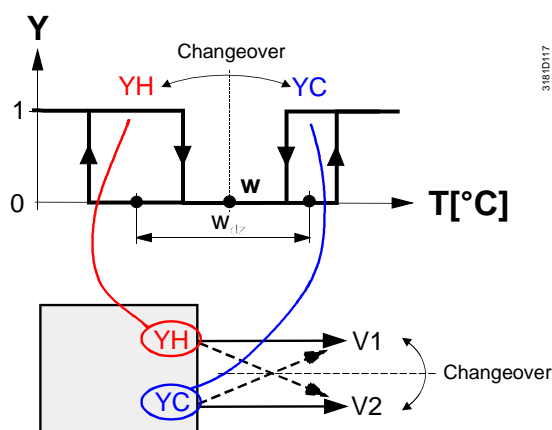 Y
Changeover
3181D117
YH
YC
1
w
0
T[°C]
wdz
YH
V1
Changeover
YC
V2